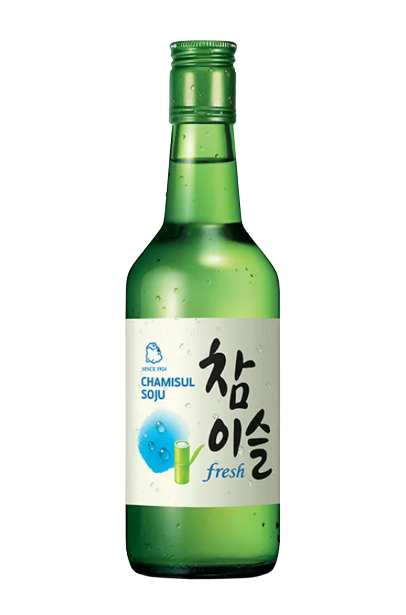 SINCE 1924
CHAMISUL
SOJU
참
이슬
fresh